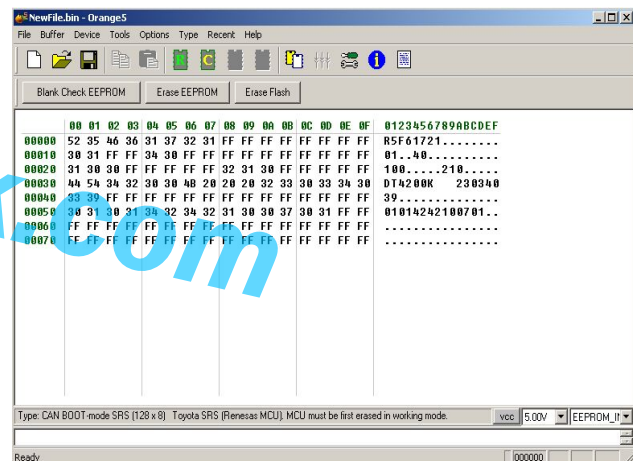 NewFile.bin - Orange5
File Buffer Device Tools Options Type Recent Help
Blank Check EEPROM Erase EEPROM Erase Flash
00 01 02 03 04 05 06 07 08 09 0A 0B 0C 0D 0E 0F 0123456789ABCDEF
00000 52 35 46 36 31 37 32 31 FF FF FF FF FF FF FF FF R5F61721........
00010 30 31 FF FF 34 30 FF FF FF FF FF FF FF FF FF FF 01..40..........
00020 31 30 30 FF FF FF FF FF 32 31 30 FF FF FF FF FF 100.....210.....
00030 44 54 34 32 30 30 4B 20 20 20 32 33 30 33 34 30 DT4200K   230340
00040 33 39 FF FF FF FF FF FF FF FF FF FF FF FF FF FF 39..............
00050 30 31 30 31 34 32 34 32 31 30 30 37 30 31 FF FF 01014242100701..
00060 FF FF FF FF FF FF FF FF FF FF FF FF FF FF FF FF ................
00070 FF FF FF FF FF FF FF FF FF FF FF FF FF FF FF FF ................
.com
Type: CAN BOOT-mode SRS (128 x 8) Toyota SRS (Renesas MCU). MCU must be first erased in working mode. vcc 5.00V
Ready 000000